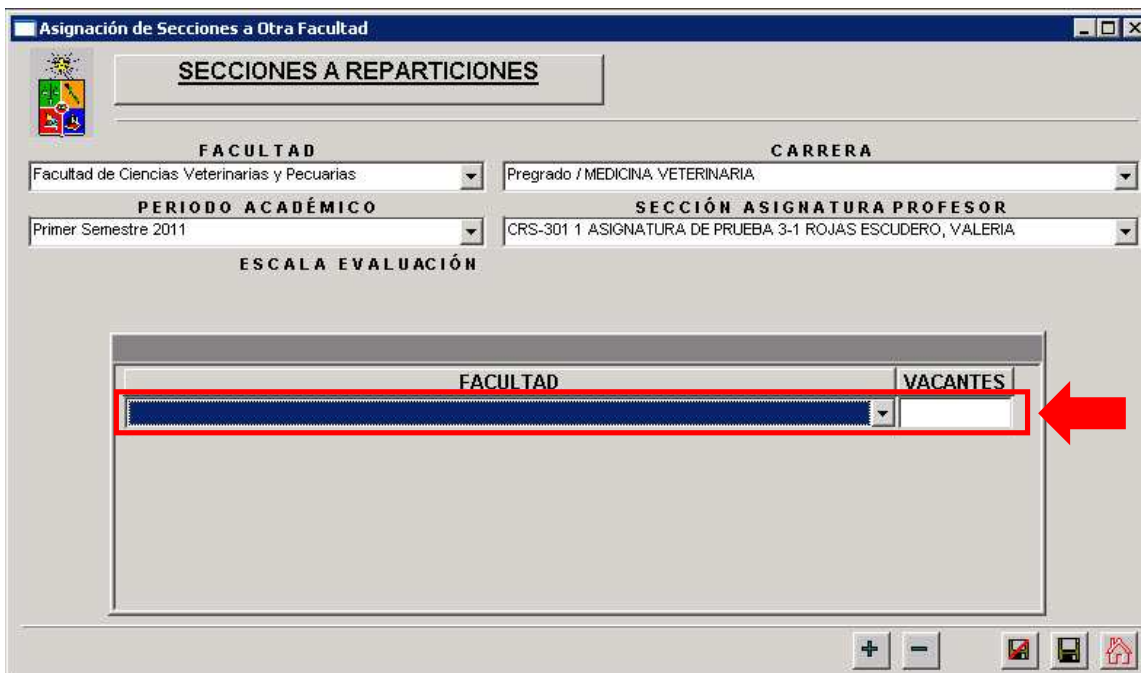 Asignación de Secciones a Otra Facultad
SECCIONES A REPARTICIONES
FACULTAD CARRERA
Facultad de Ciencias Veterinarias y Pecuarias Pregrado / MEDICINA VETERINARIA
PERIODO ACADÉMICO SECCIÓN ASIGNATURA PROFESOR
Primer Semestre 2011 CRS-301 1 ASIGNATURA DE PRUEBA 3-1 ROJAS ESCUDERO, VALERIA
ESCALA EVALUACIÓN
FACULTAD VACANTES